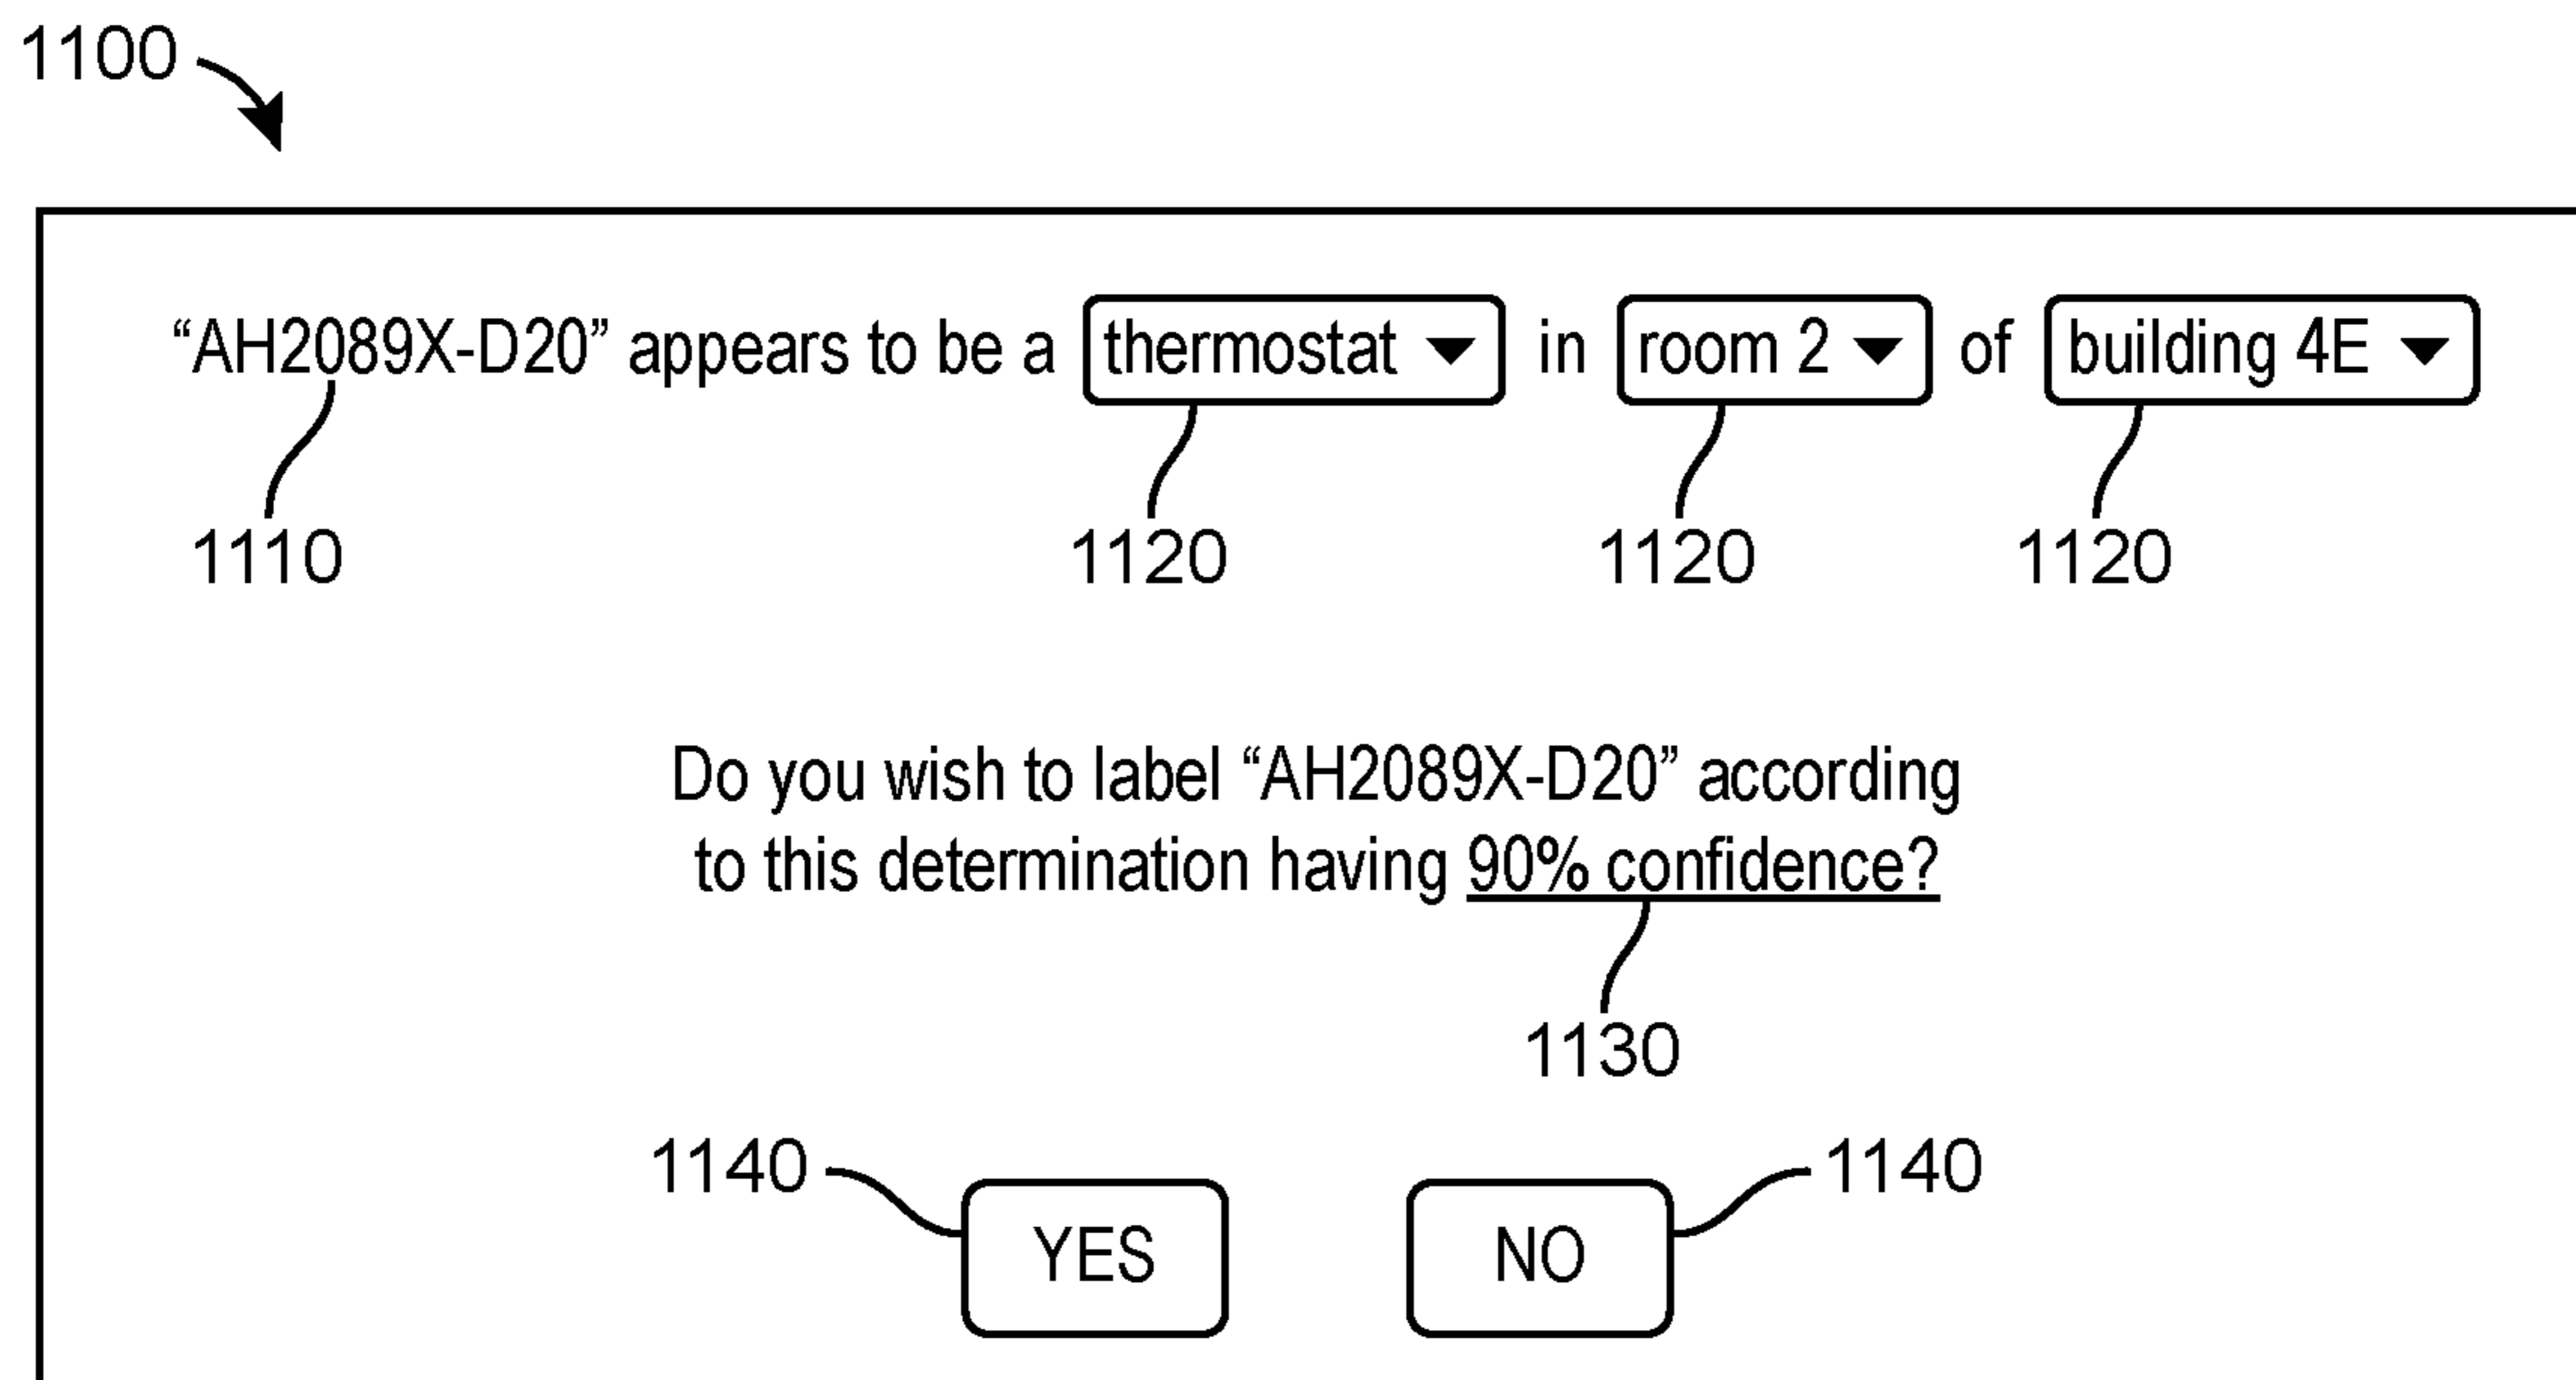 1100
“AH2089X-D20” appears to be a thermostat in room 2 of building 4E
1110 1120 1120 1120
Do you wish to label “AH2089X-D20” according
to this determination having 90% confidence?
1130
1140 1140
YES NO